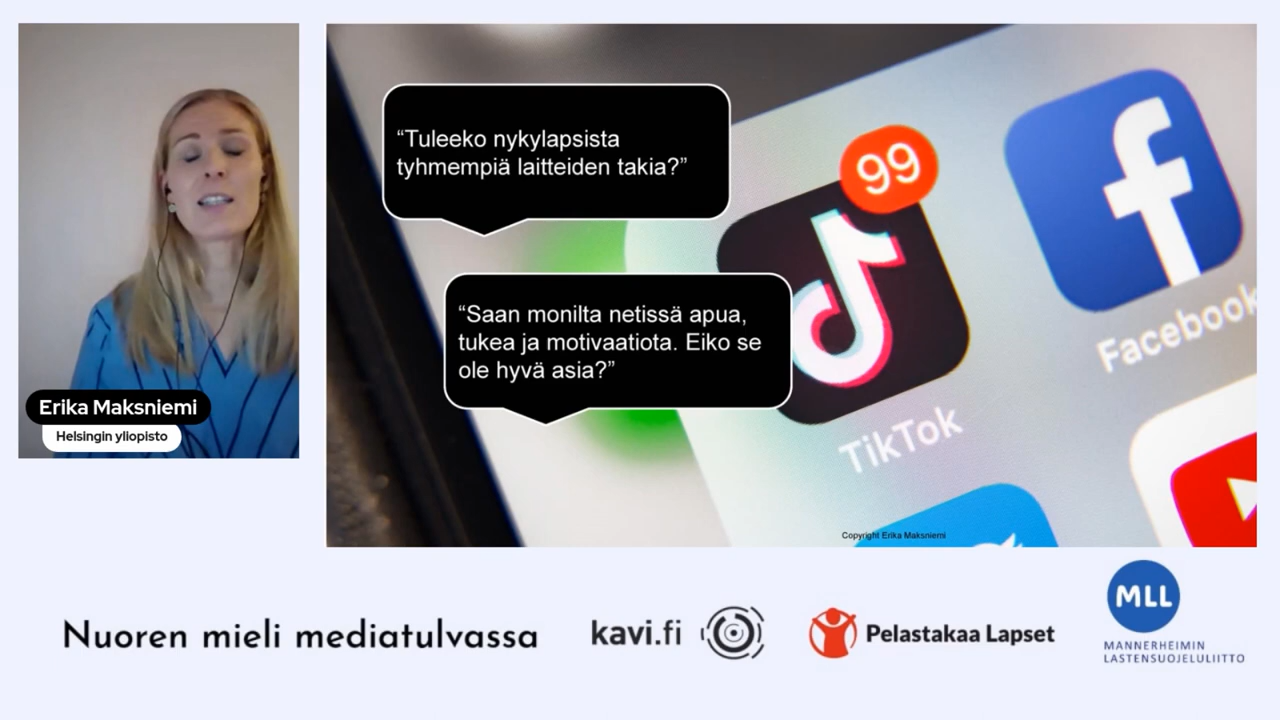 “Tuleeko nykylapsista
tyhmempiä laitteiden takia?”
99
“Saan monilta netissä apua,
tukea ja motivaatiota. Eiko se
ole hyvä asia?”
Facebook
TikTok
Erika Maksniemi
Helsingin yliopisto
Copyright Erika Maksniemi
Nuoren mieli mediatulvassa
kavi.fi
Pelastakaa Lapset
MLL
MANNERHEIMIN
LASTENSUOJELULIITTO